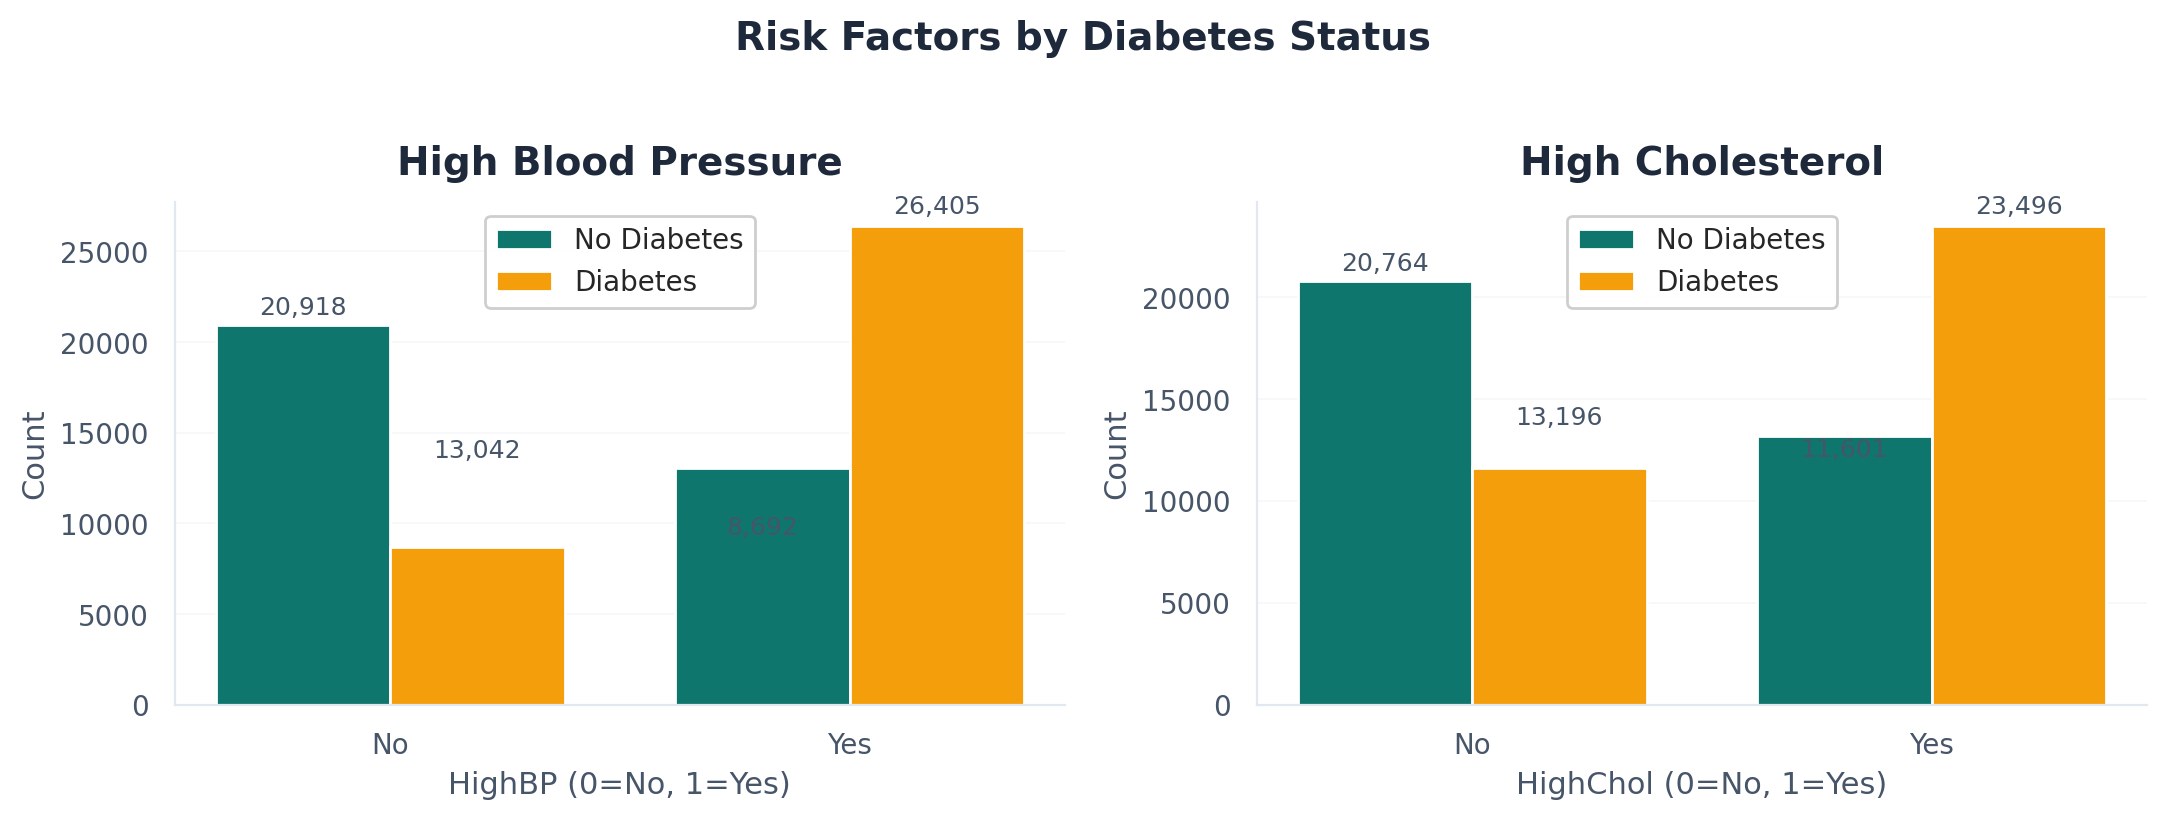 Risk Factors by Diabetes Status
High Blood Pressure
No Diabetes
Diabetes
20,918
13,042
8,692
26,405
25000
20000
15000
10000
5000
0
Count
No
Yes
HighBP (0=No, 1=Yes)
High Cholesterol
No Diabetes
Diabetes
20,764
13,196
11,601
23,496
20000
15000
10000
5000
0
Count
No
Yes
HighChol (0=No, 1=Yes)